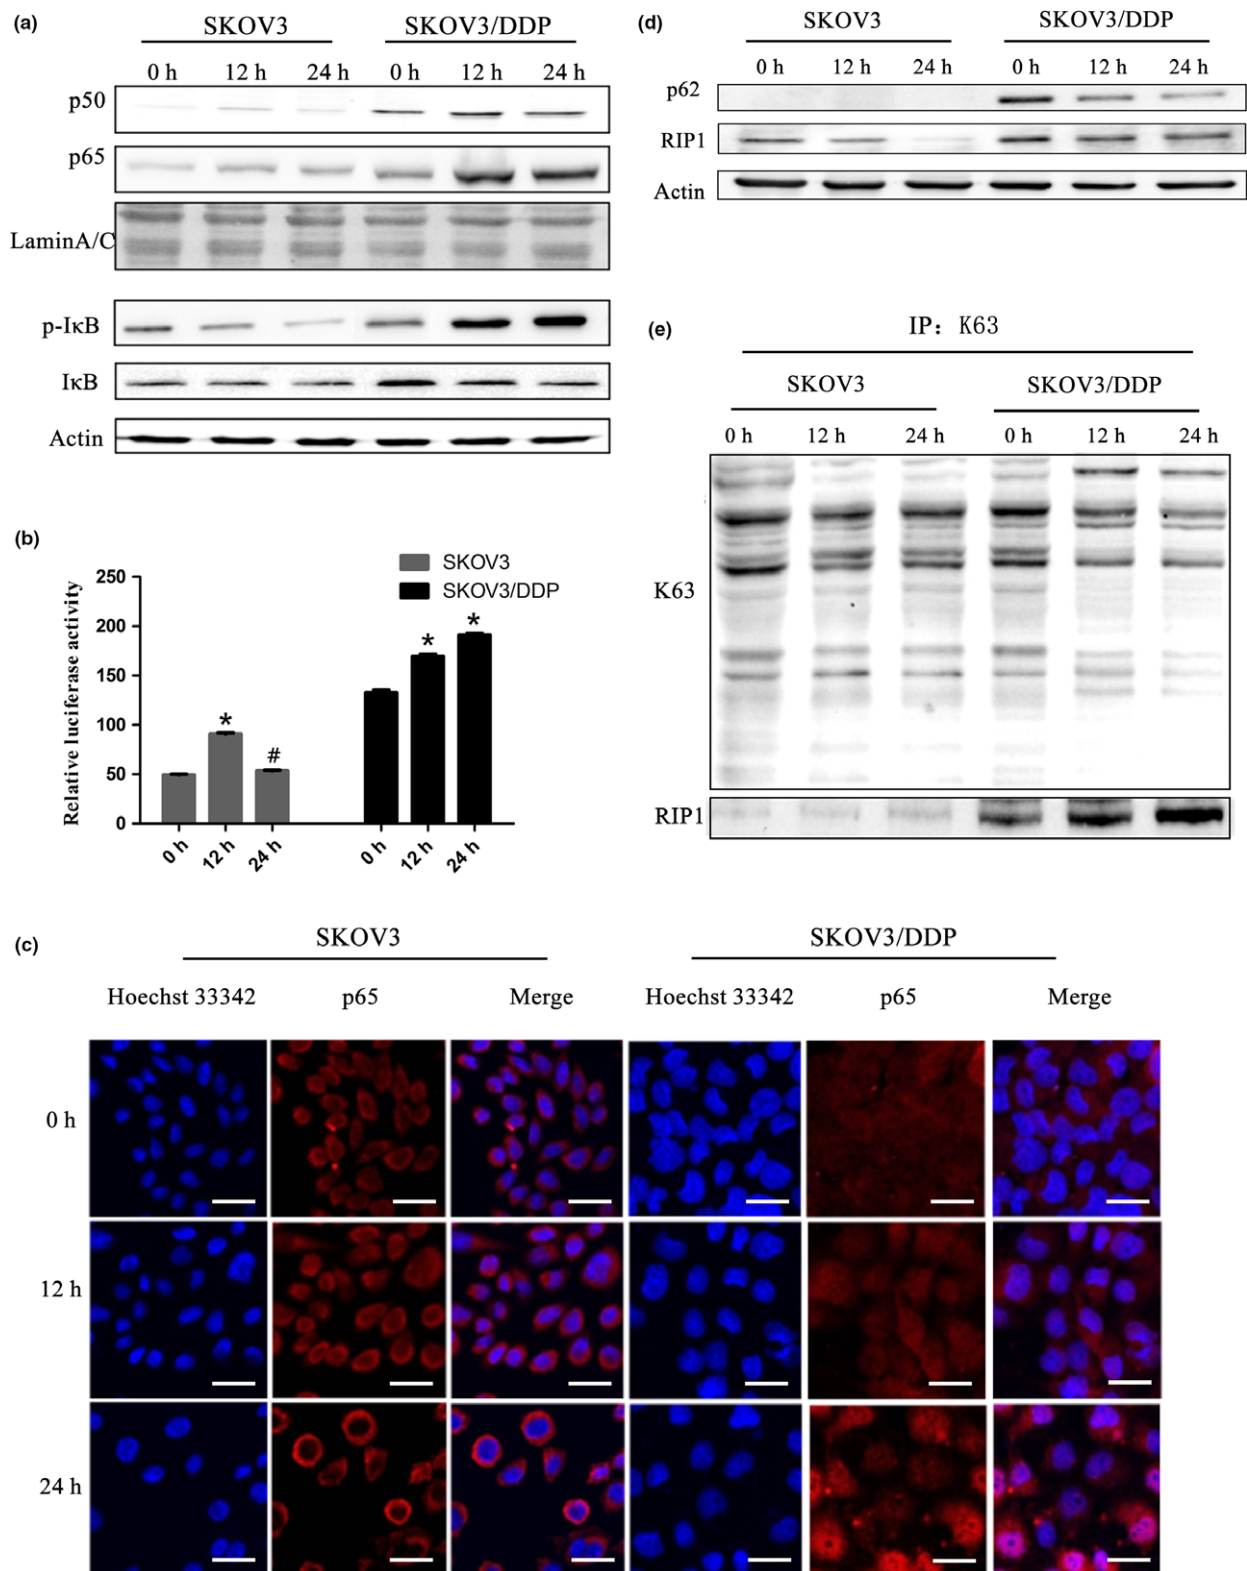 (a)
SKOV3 SKOV3/DDP
0 h 12 h 24 h 0 h 12 h 24 h
p50
p65
LaminA/C
p-IκB
IκB
Actin
(d)
SKOV3 SKOV3/DDP
0 h 12 h 24 h 0 h 12 h 24 h
p62
RIP1
Actin
(e)
IP: K63
SKOV3 SKOV3/DDP
0 h 12 h 24 h 0 h 12 h 24 h
K63
RIP1
(b)
SKOV3
SKOV3/DDP
Relative luciferase activity
250
200
150
100
50
0
* # * *
0 h 12 h 24 h 0 h 12 h 24 h
(c)
SKOV3 SKOV3/DDP
Hoechst 33342 p65 Merge Hoechst 33342 p65 Merge
0 h
12 h
24 h